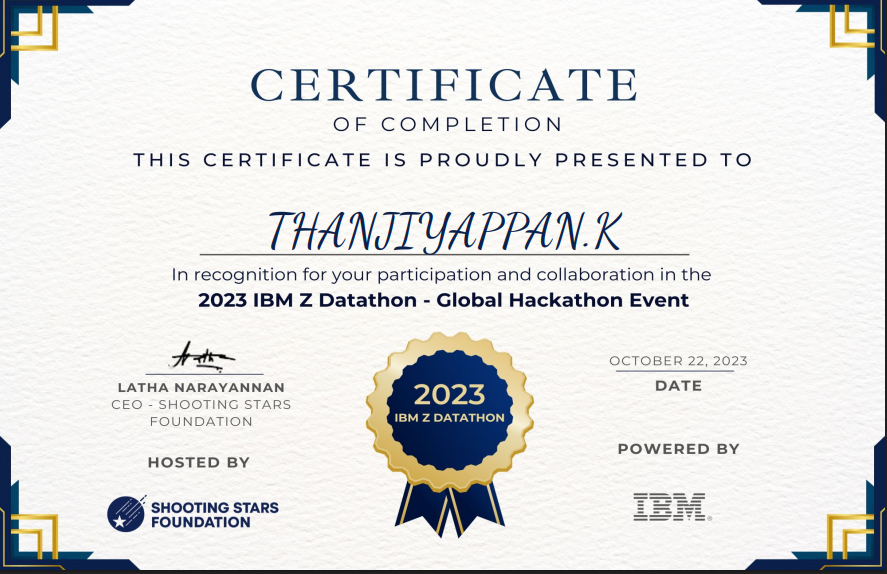 CERTIFICATE
OF COMPLETION
THIS CERTIFICATE IS PROUDLY PRESENTED TO
THANJIYAPPAN.K
In recognition for your participation and collaboration in the
2023 IBM Z Datathon - Global Hackathon Event
LATHA NARAYANNAN
CEO - SHOOTING STARS
FOUNDATION
HOSTED BY
SHOOTING STARS
FOUNDATION
2023
IBM Z DATATHON
OCTOBER 22, 2023
DATE
POWERED BY
IBM®